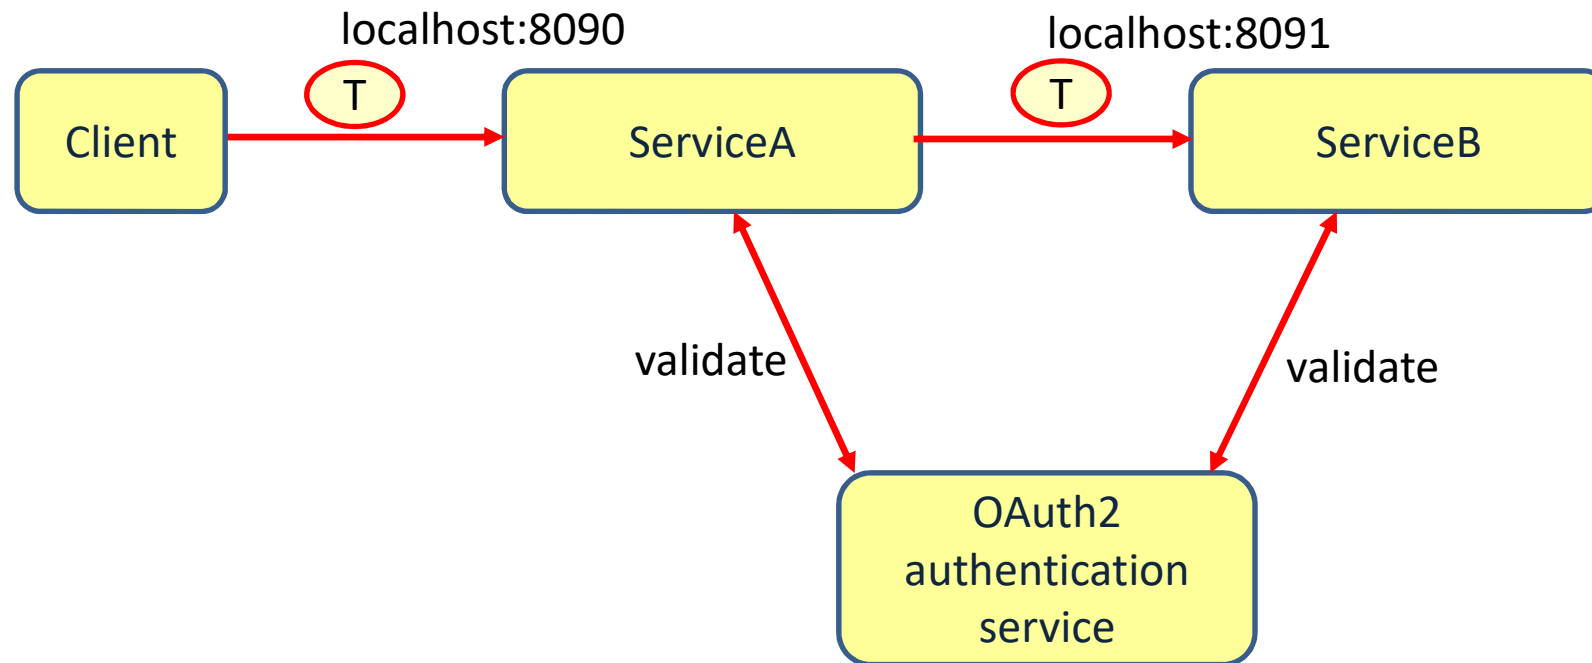 localhost:8090
localhost:8091
T
T
Client
ServiceA
ServiceB
validate
validate
OAuth2
authentication
service